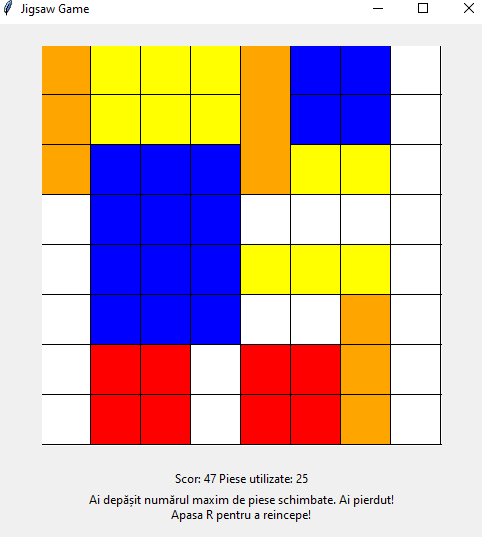 Jigsaw Game
Scor: 47 Piese utilizate: 25
Ai depășit numărul maxim de piese schimbate. Ai pierdut!
Apasa R pentru a reincepe!